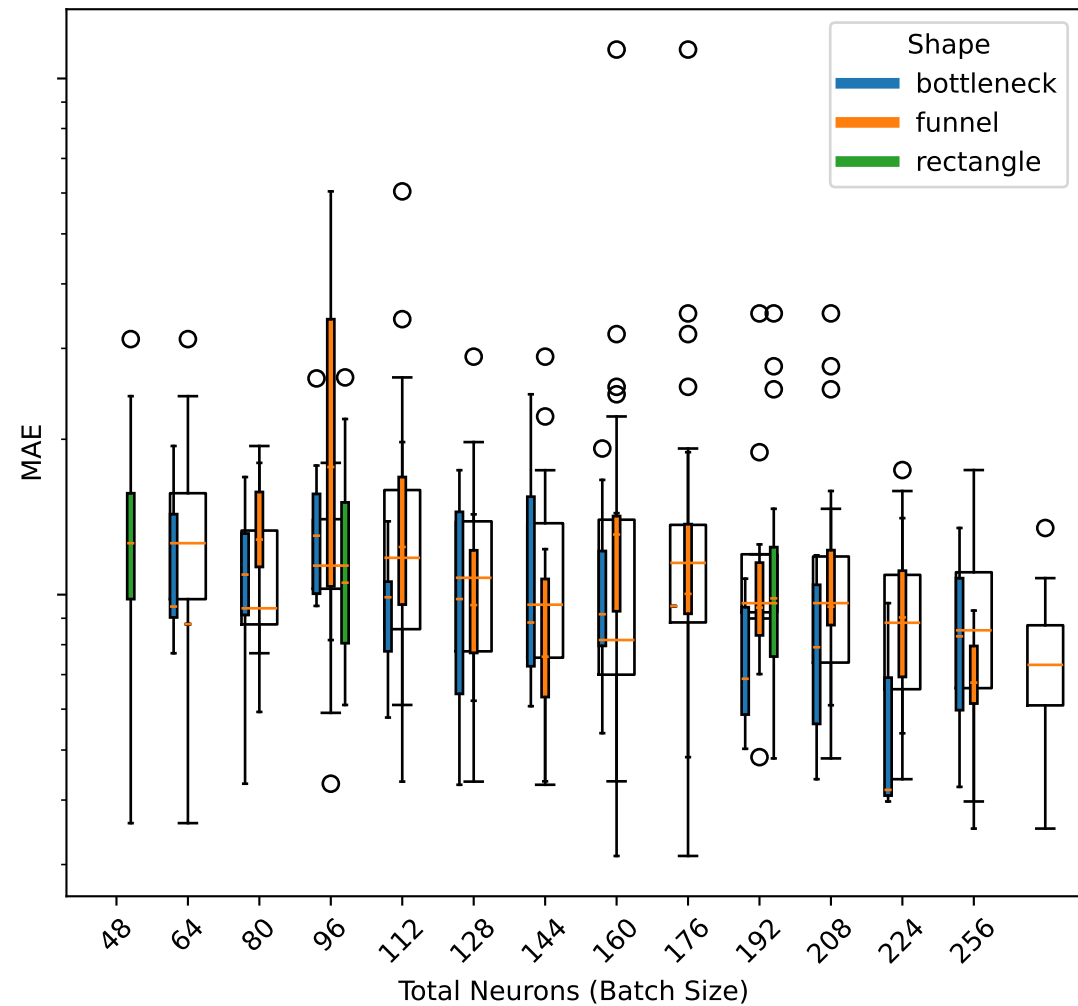 Shape
bottleneck
funnel
rectangle
MAE
48
64
80
96
112
128
144
160
176
192
208
224
256
Total Neurons (Batch Size)